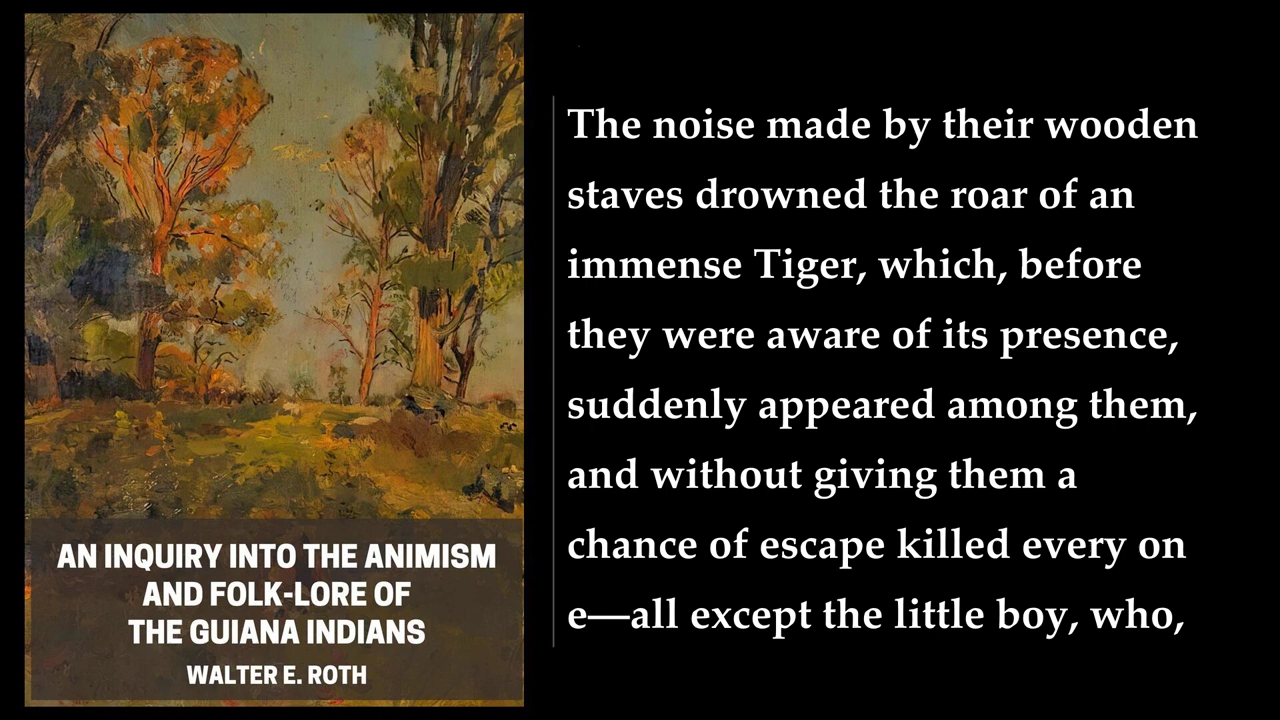 AN INQUIRY INTO THE ANIMISM
AND FOLK-LORE OF
THE GUIANA INDIANS
WALTER E. ROTH
The noise made by their wooden
staves drowned the roar of an
immense Tiger, which, before
they were aware of its presence,
suddenly appeared among them,
and without giving them a
chance of escape killed every on
e—all except the little boy, who,